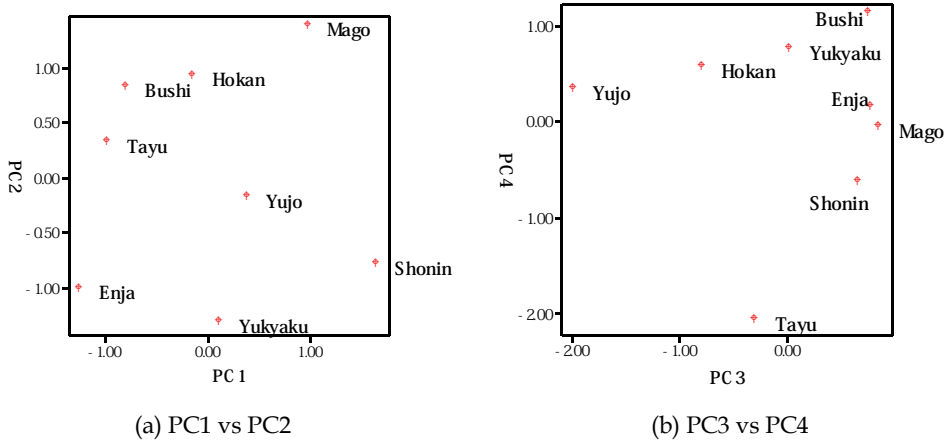 Mago
1.00
Hokan
Bushi
0.50
Tayu
PC 2
0.00
Yujo
- 0.50
Shonin
- 1.00
Enja
Yukyaku
- 1.00
0.00
1.00
PC 1
(a) PC1 vs PC2
Bushi
1.00
Yukyaku
Hokan
Yujo
Enja
0.00
Mago
PC 4
Shonin
- 1.00
- 2.00
Tayu
- 2.00
- 1.00
0.00
PC 3
(b) PC3 vs PC4